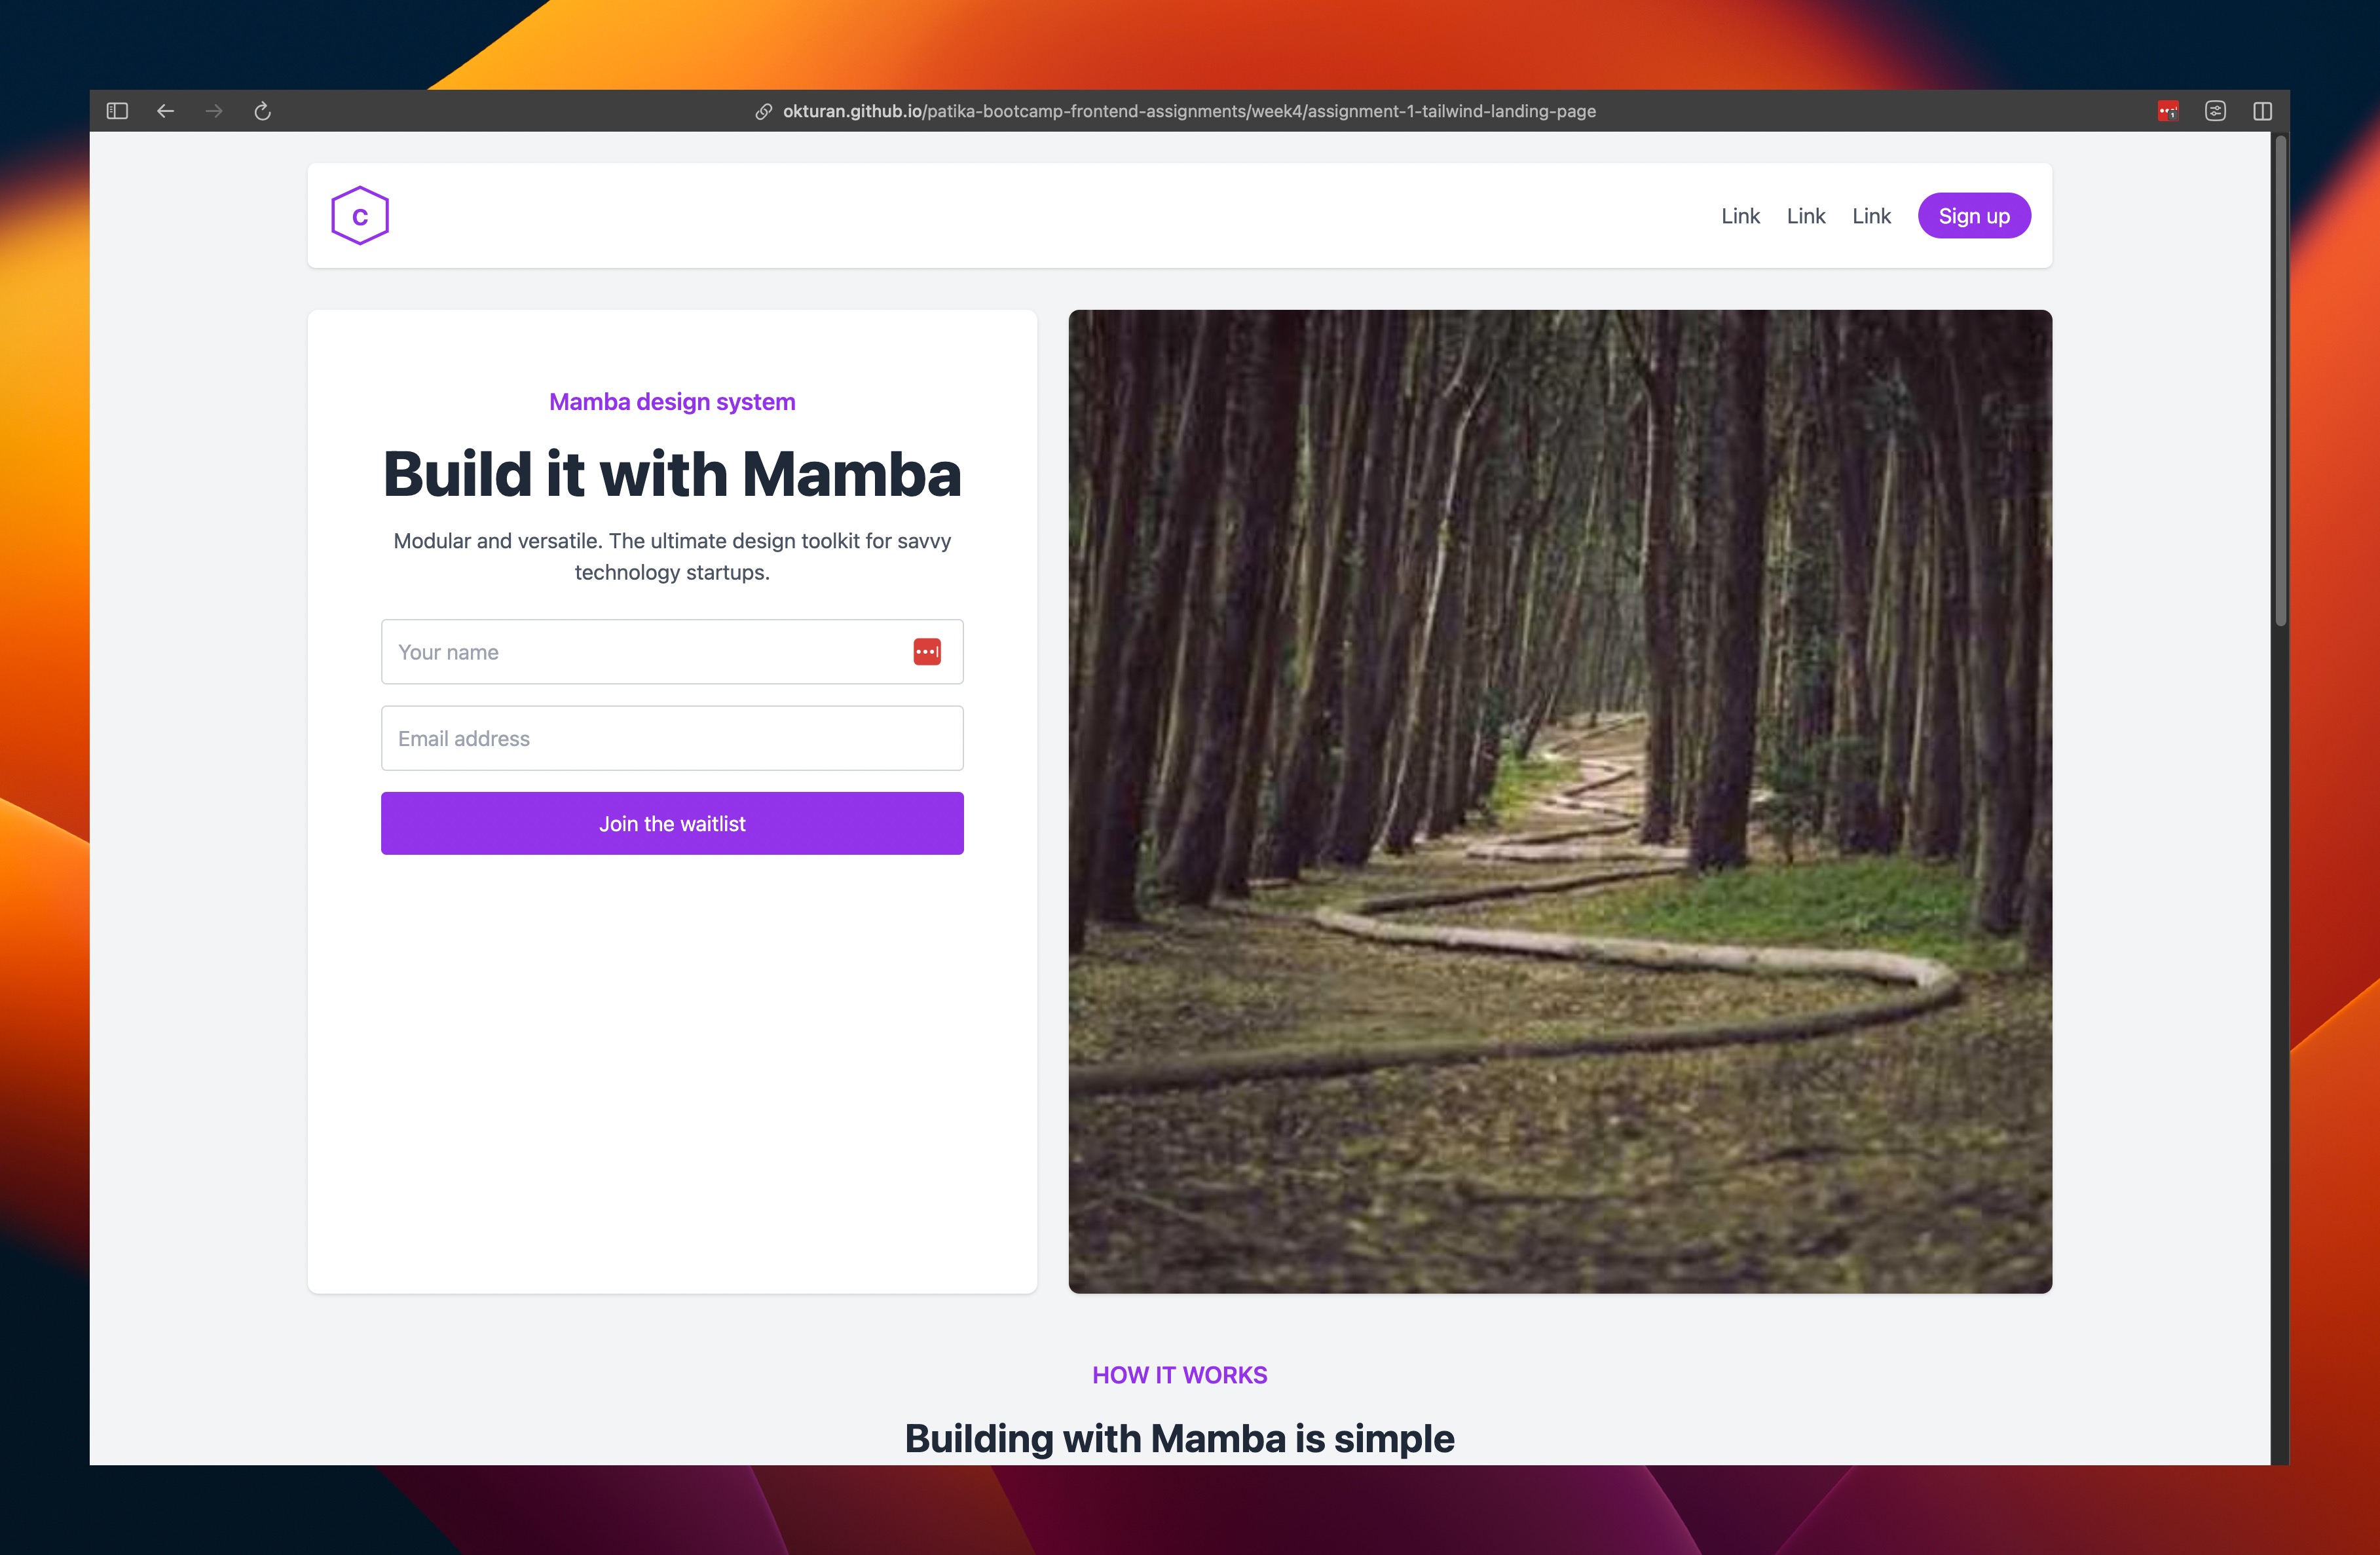 okturan.github.io/patika-bootcamp-frontend-assignments/week4/assignment-1-tailwind-landing-page
1
C
Link Link Link Sign up
Mamba design system
Build it with Mamba
Modular and versatile. The ultimate design toolkit for savvy
technology startups.
Your name
Email address
Join the waitlist
HOW IT WORKS
Building with Mamba is simple